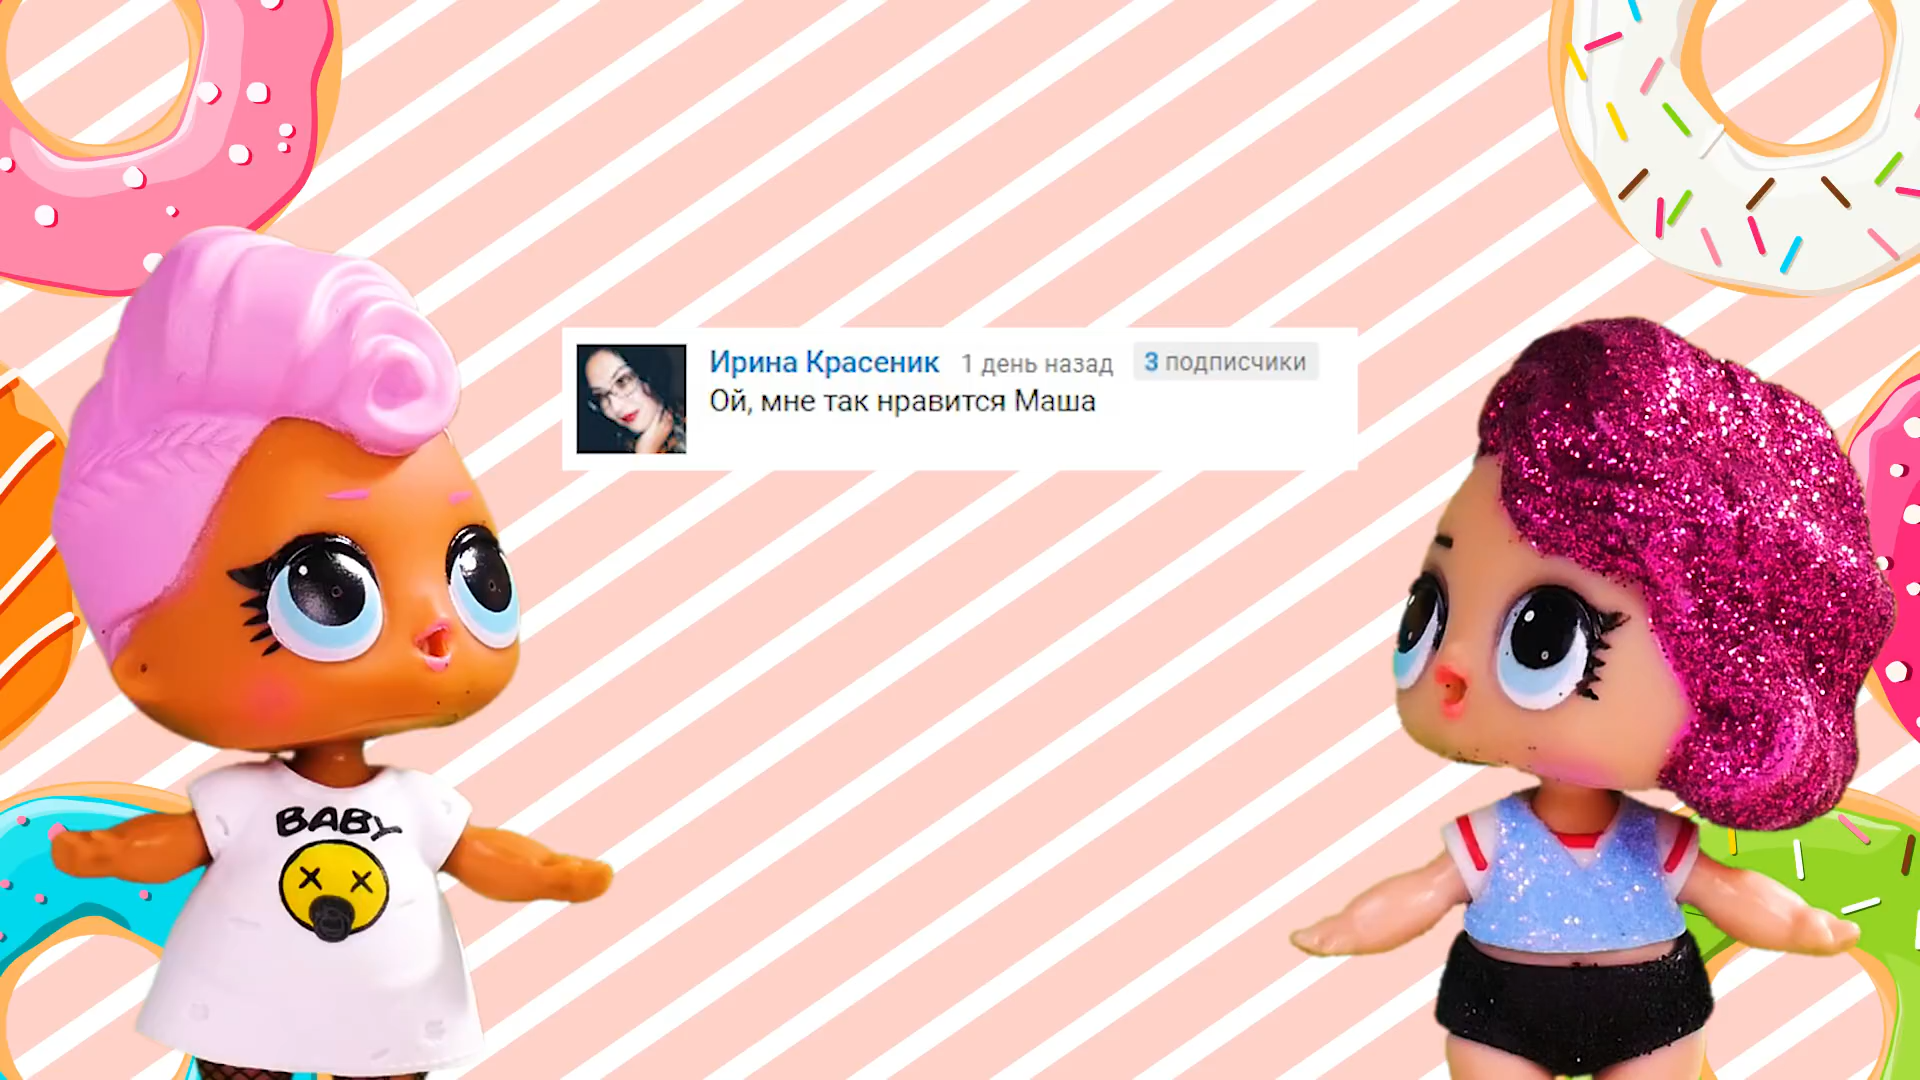 Ирина Красеник 1 день назад 3 подписчики
Ой, мне так нравится Маша
BABY